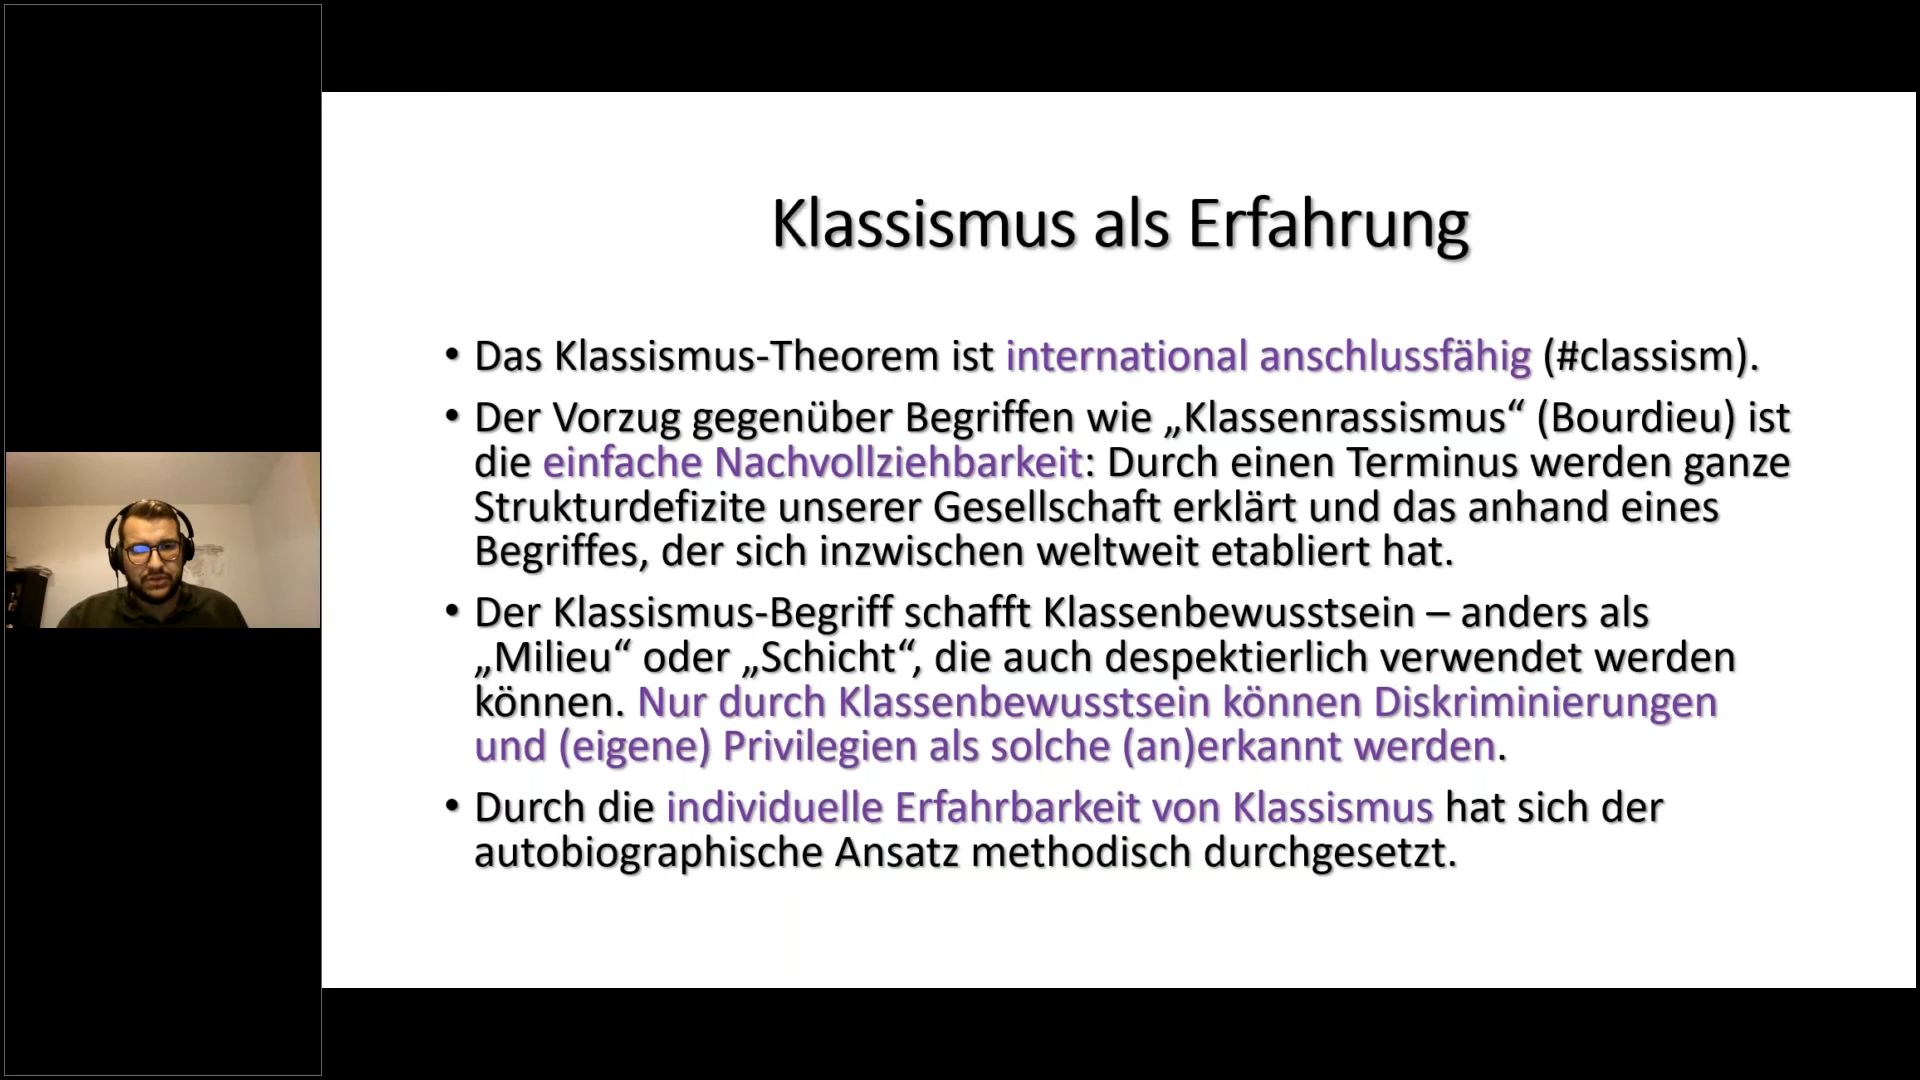 Klassismus als Erfahrung
• Das Klassismus-Theorem ist international anschlussfähig (#classism).
• Der Vorzug gegenüber Begriffen wie „Klassenrassismus“ (Bourdieu) ist
die einfache Nachvollziehbarkeit: Durch einen Terminus werden ganze
Strukturdefizite unserer Gesellschaft erklärt und das anhand eines
Begriffes, der sich inzwischen weltweit etabliert hat.
• Der Klassismus-Begriff schafft Klassenbewusstsein – anders als
„Milieu“ oder „Schicht“, die auch despektierlich verwendet werden
können. Nur durch Klassenbewusstsein können Diskriminierungen
und (eigene) Privilegien als solche (an)erkannt werden.
• Durch die individuelle Erfahrbarkeit von Klassismus hat sich der
autobiographische Ansatz methodisch durchgesetzt.